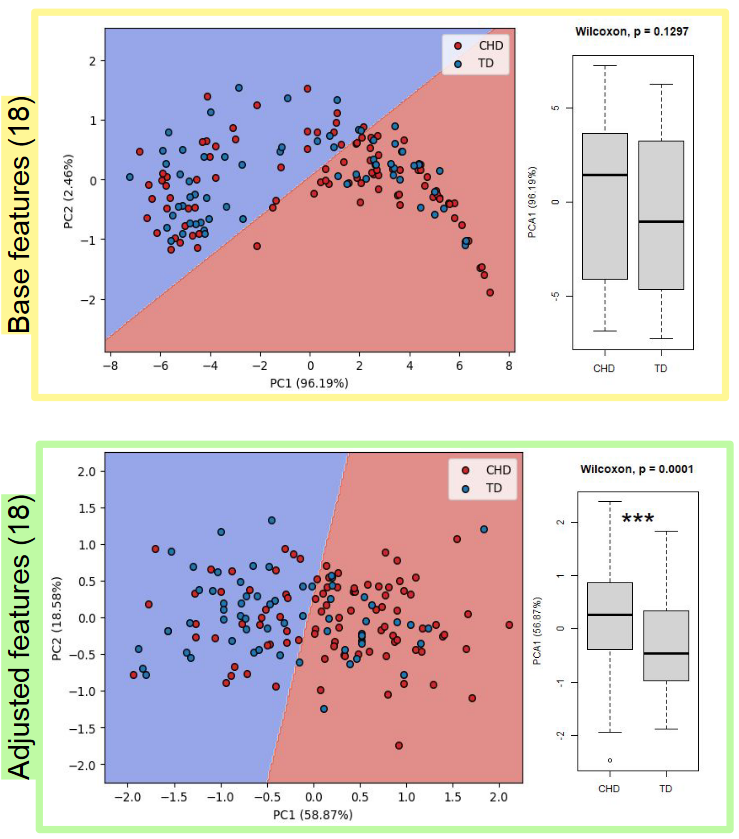 Base features (18)
CHD
TD
2
1
0
−1
−2
PC2 (2.46%)
−8 −6 −4 −2 0 2 4 6 8
PC1 (96.19%)
Wilcoxon, p = 0.1297
5
0
-5
PCA1 (96.19%)
CHD TD
Adjusted features (18)
CHD
TD
2.0
1.5
1.0
0.5
0.0
−0.5
−1.0
−1.5
−2.0
PC2 (18.58%)
−2.0 −1.5 −1.0 −0.5 0.0 0.5 1.0 1.5 2.0
PC1 (58.87%)
Wilcoxon, p = 0.0001
***
2
1
0
-1
-2
PCA1 (56.87%)
CHD TD